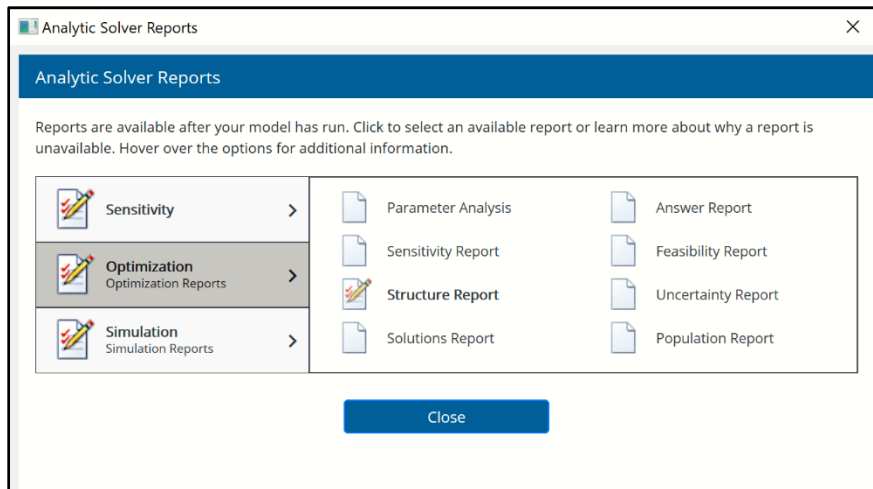 Analytic Solver Reports
Analytic Solver Reports
Reports are available after your model has run. Click to select an available report or learn more about why a report is
unavailable. Hover over the options for additional information.
Sensitivity
Optimization
Optimization Reports
Simulation
Simulation Reports
Parameter Analysis
Answer Report
Sensitivity Report
Feasibility Report
Structure Report
Uncertainty Report
Solutions Report
Population Report
Close